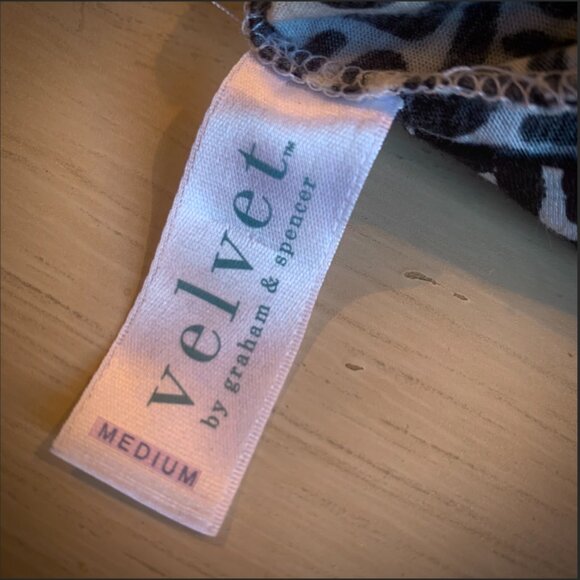 velvet™
by graham & spencer
MEDIUM